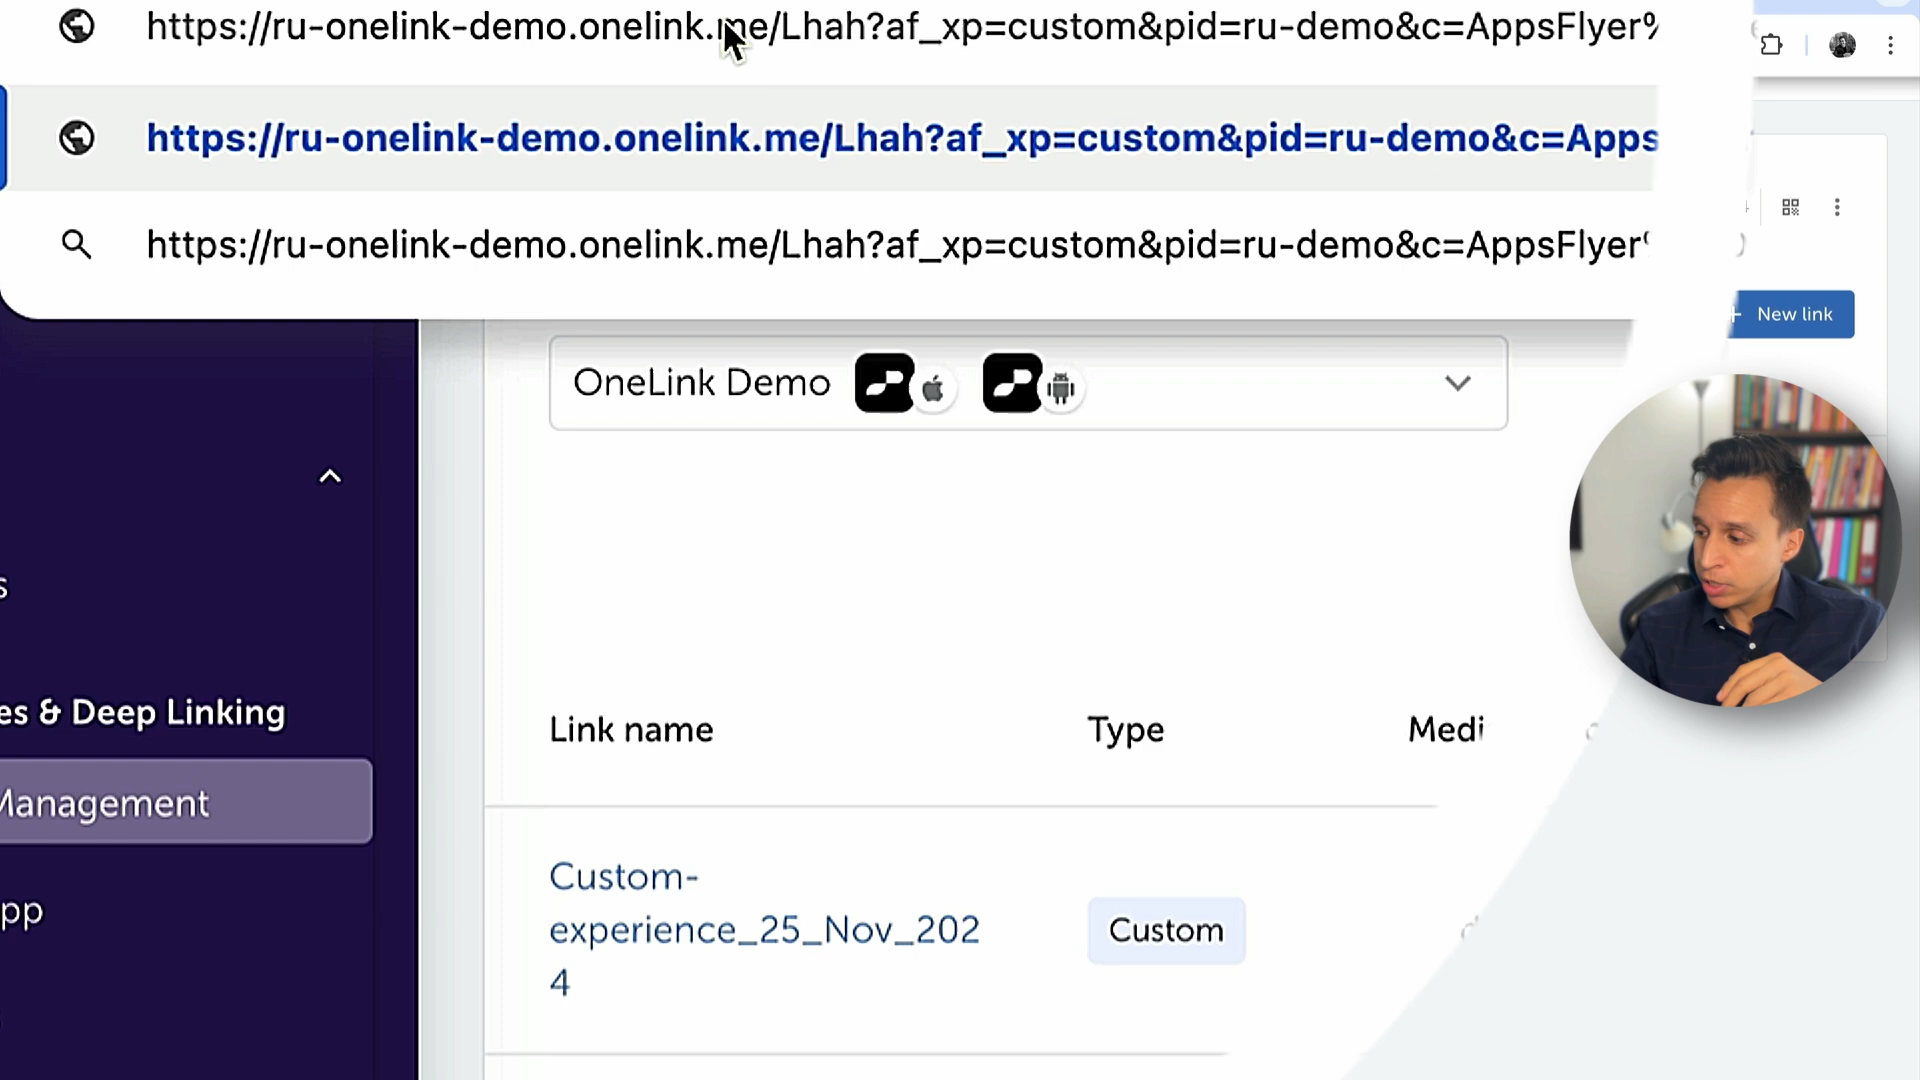 https://ru-onelink-demo.onelink.me/Lhah?af_xp=custom&pid=ru-demo&c=AppsFlyer%
https://ru-onelink-demo.onelink.me/Lhah?af_xp=custom&pid=ru-demo&c=Apps
https://ru-onelink-demo.onelink.me/Lhah?af_xp=custom&pid=ru-demo&c=AppsFlyer
New link
OneLink Demo
s
es & Deep Linking
Management
pp
Link name Type Medi
Custom-
experience_25_Nov_202
4
Custom